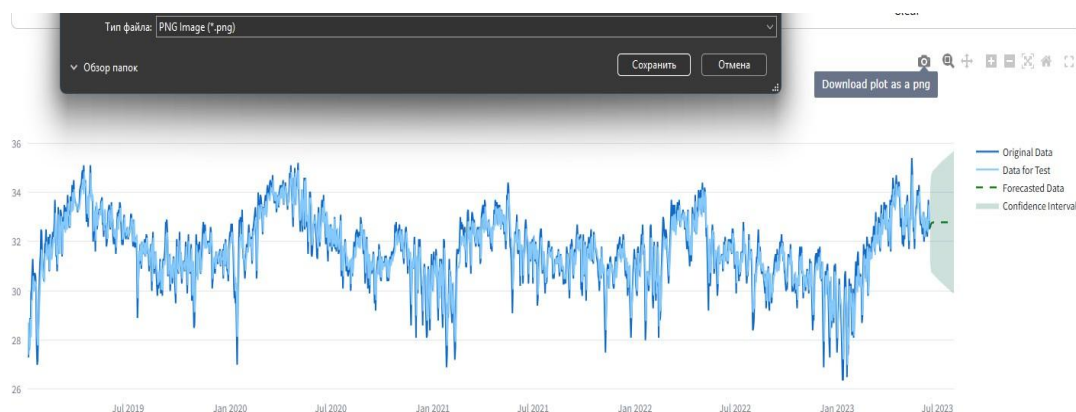 Тип файла: PNG Image (*.png)
Обзор папок
Сохранить
Отмена
Download plot as a png
36
34
32
30
28
26
Jul 2019
Jan 2020
Jul 2020
Jan 2021
Jul 2021
Jan 2022
Jul 2022
Jan 2023
Jul 2023
Original Data
Data for Test
Forecasted Data
Confidence Interval